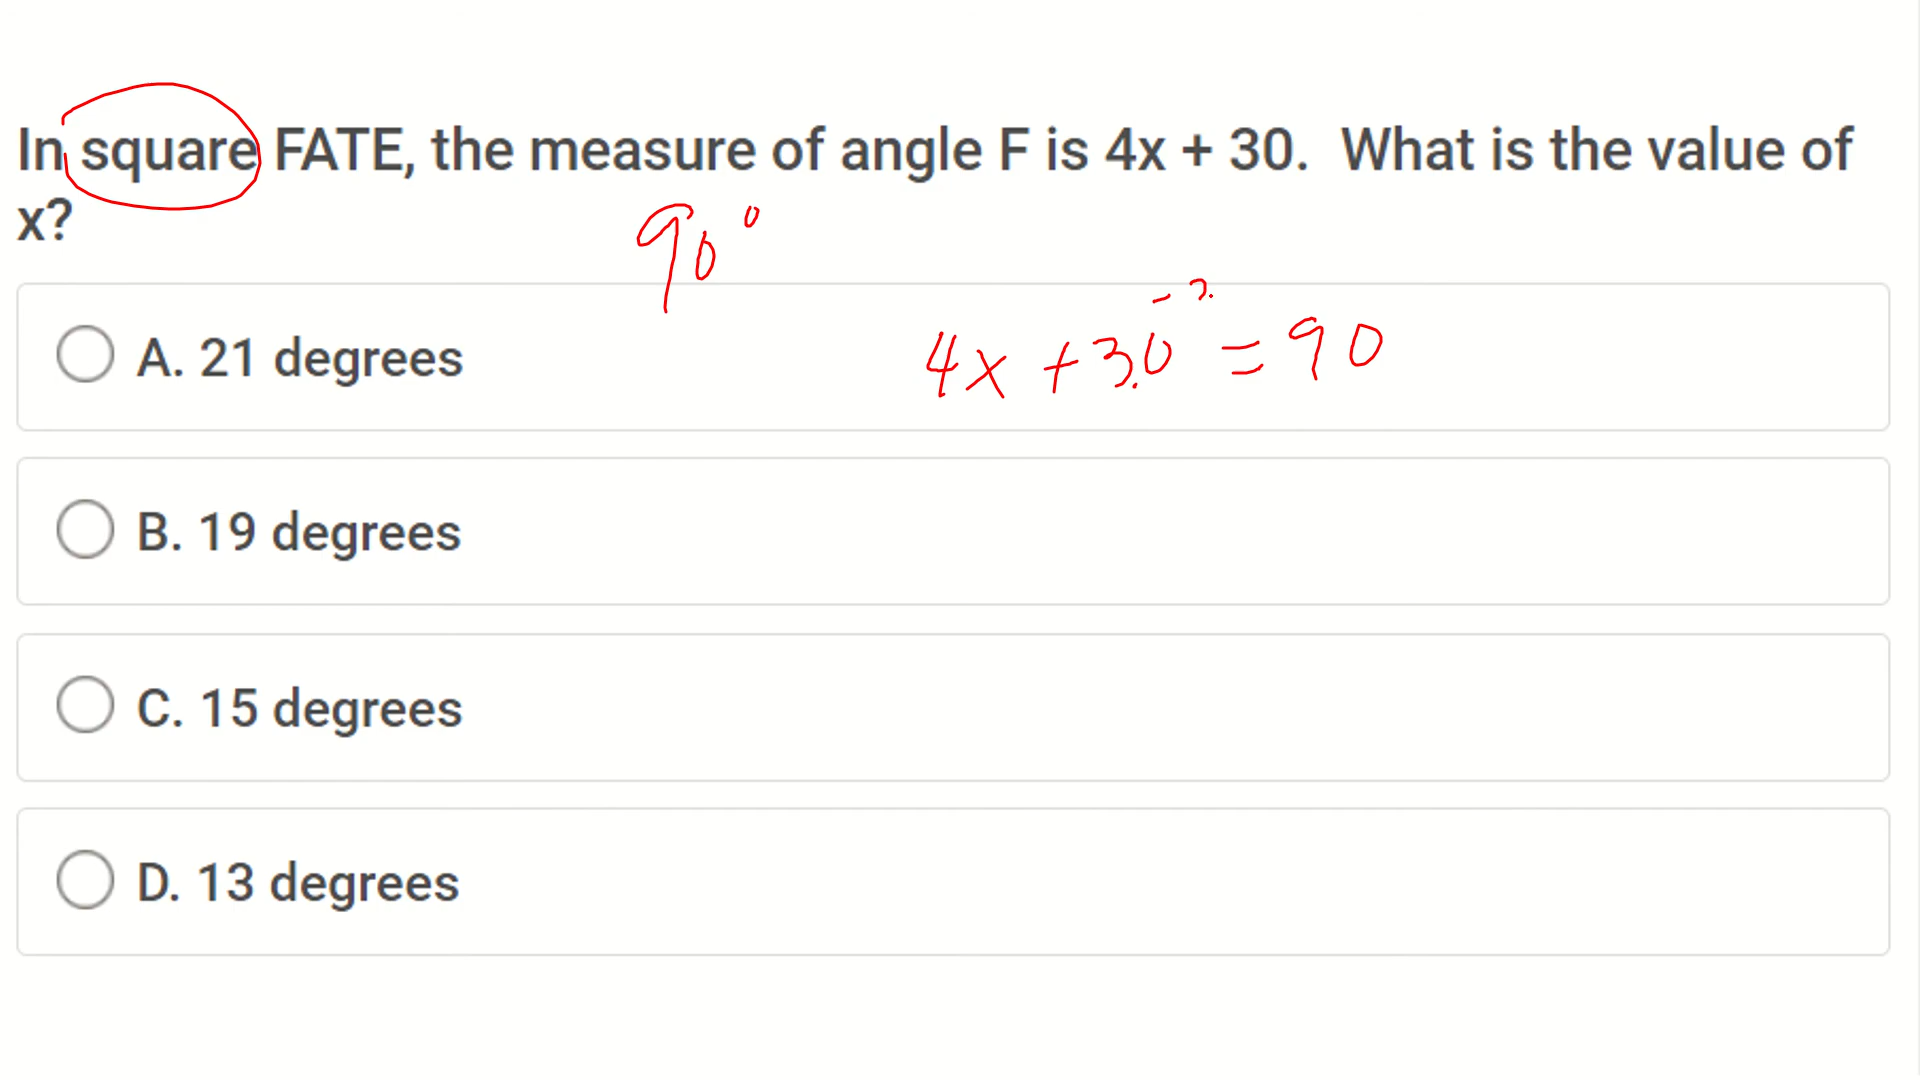 In square FATE, the measure of angle F is 4x + 30. What is the value of
x?
90°
4x + 30 = 90
A. 21 degrees
B. 19 degrees
C. 15 degrees
D. 13 degrees